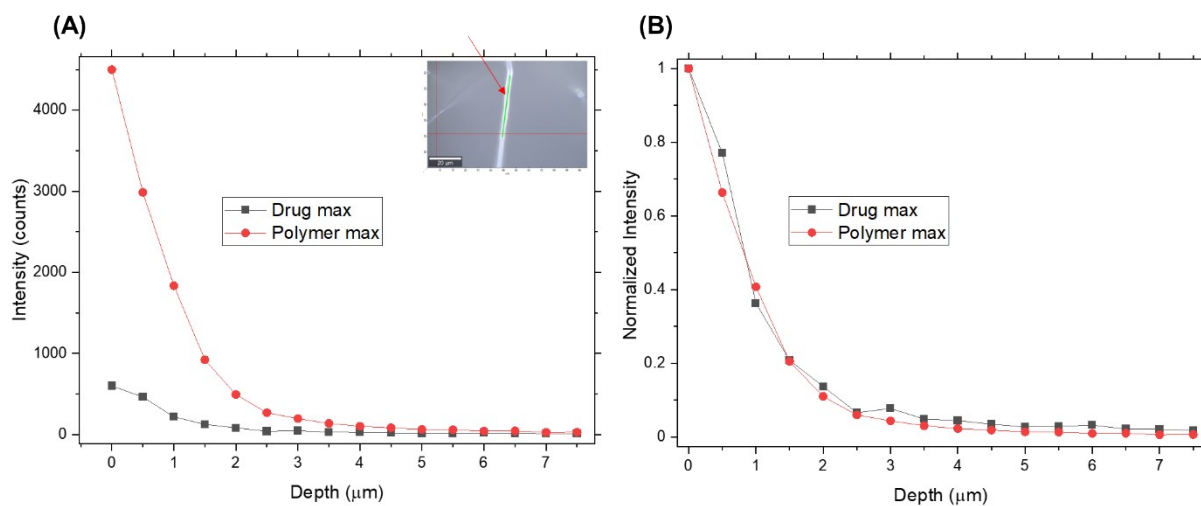 (A)
4000
3000
2000
1000
0
Intensity (counts)
20 µm
Drug max
Polymer max
0 1 2 3 4 5 6 7
Depth (µm)
(B)
1
0.8
0.6
0.4
0.2
0
Normalized Intensity
Drug max
Polymer max
0 1 2 3 4 5 6 7
Depth (µm)